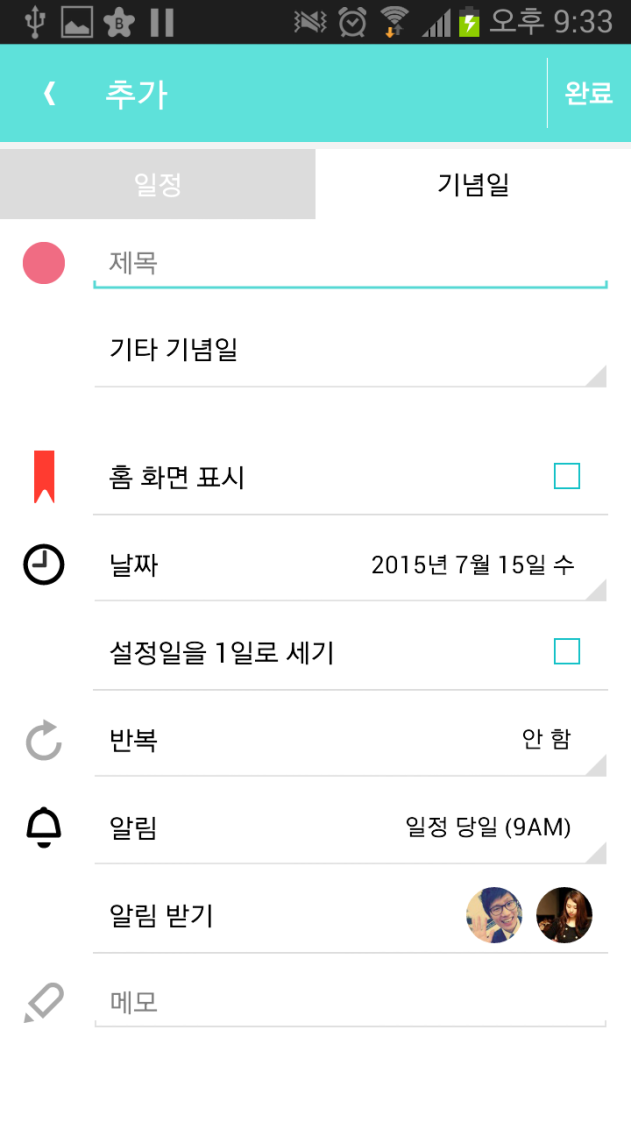 오후 9:33
추가
완료
일정
기념일
제목
기타 기념일
홈 화면 표시
날짜 2015년 7월 15일 수
설정일을 1일로 세기
반복 안 함
알림 일정 당일 (9AM)
알림 받기
메모